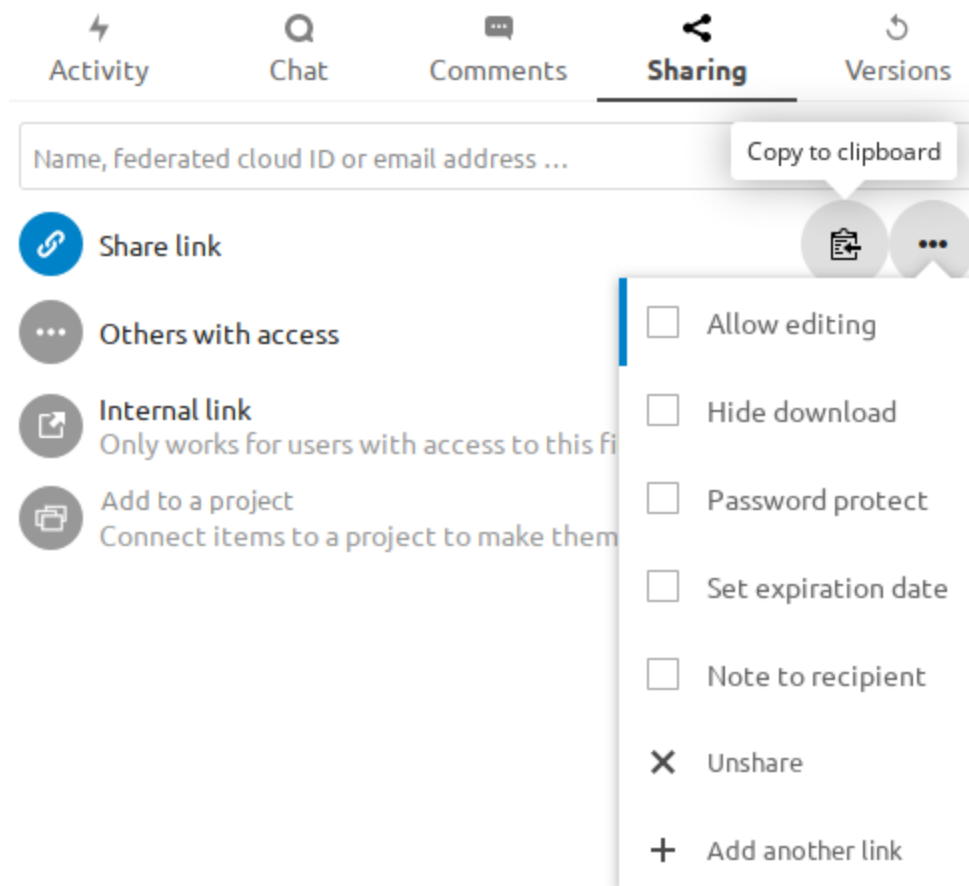 Activity
Chat
Comments
Sharing
Versions
Name, federated cloud ID or email address ...
Copy to clipboard
Share link
Others with access
Internal link
Only works for users with access to this fi
Add to a project
Connect items to a project to make them
Allow editing
Hide download
Password protect
Set expiration date
Note to recipient
Unshare
Add another link